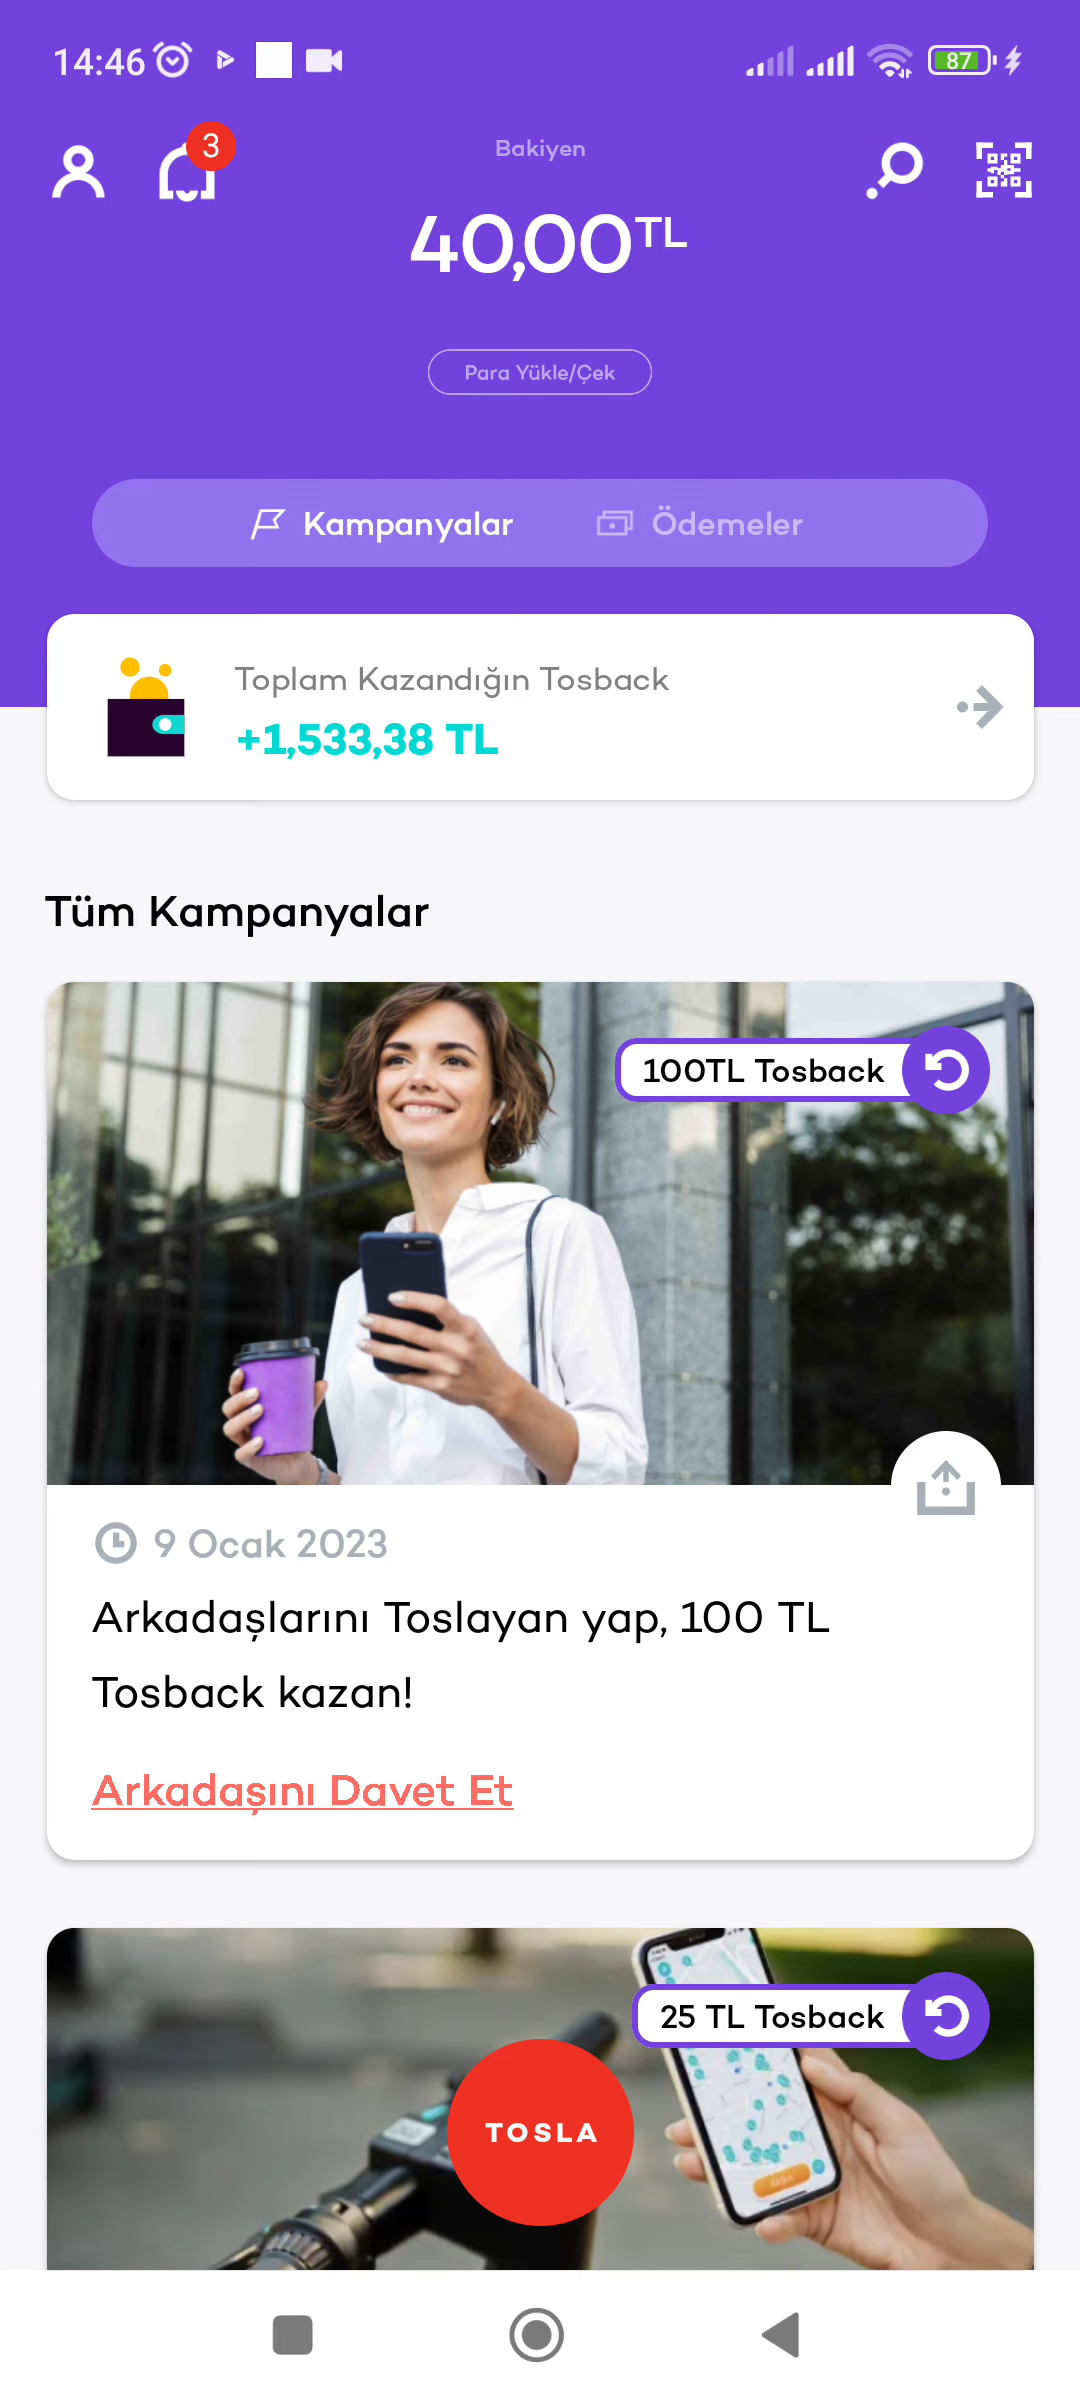 14:46
87
3
Bakiyen
40,00TL
Para Yükle/Çek
Kampanyalar
Ödemeler
Toplam Kazandığın Tosback
+1,533,38 TL
Tüm Kampanyalar
100TL Tosback
9 Ocak 2023
Arkadaşlarını Toslayan yap, 100 TL
Tosback kazan!
Arkadaşını Davet Et
25 TL Tosback
TOSLA